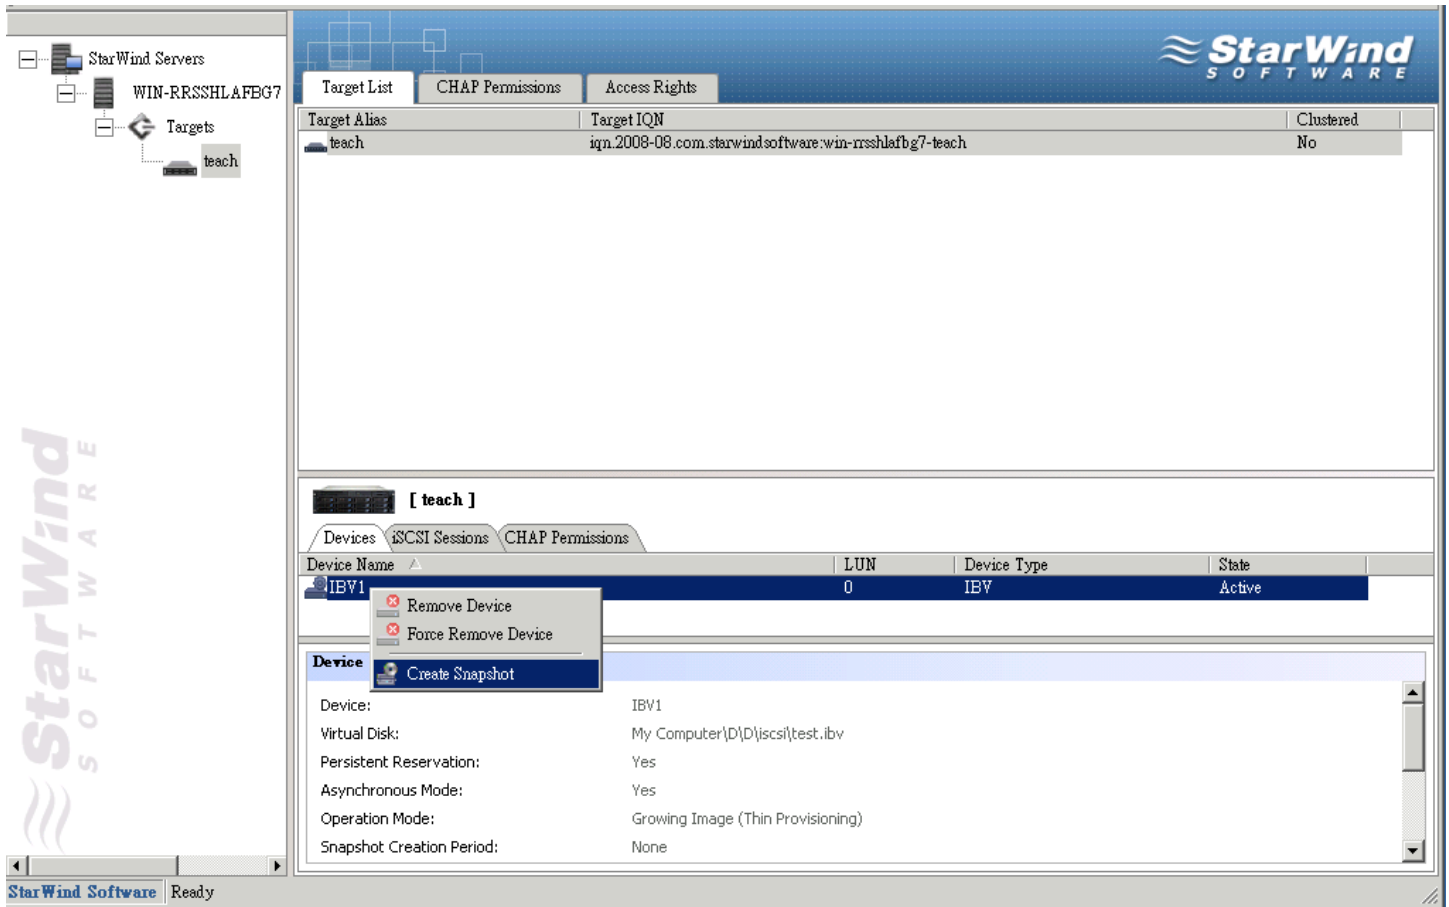 StarWind Servers
WIN-RRSSHLAFBG7
Targets
teach
StarWind
SOFTWARE
StarWind
SOFTWARE
Target List CHAP Permissions Access Rights
Target Alias Target IQN Clustered
teach iqn.2008-08.com.starwindsoftware:win-rrsshlafbg7-teach No
[ teach ]
Devices iSCSI Sessions CHAP Permissions
Device Name LUN Device Type State
IBV1 0 IBV Active
Remove Device
Force Remove Device
Create Snapshot
Device
Device: IBV1
Virtual Disk: My Computer\D\D\iscsi\test.ibv
Persistent Reservation: Yes
Asynchronous Mode: Yes
Operation Mode: Growing Image (Thin Provisioning)
Snapshot Creation Period: None
StarWind Software Ready